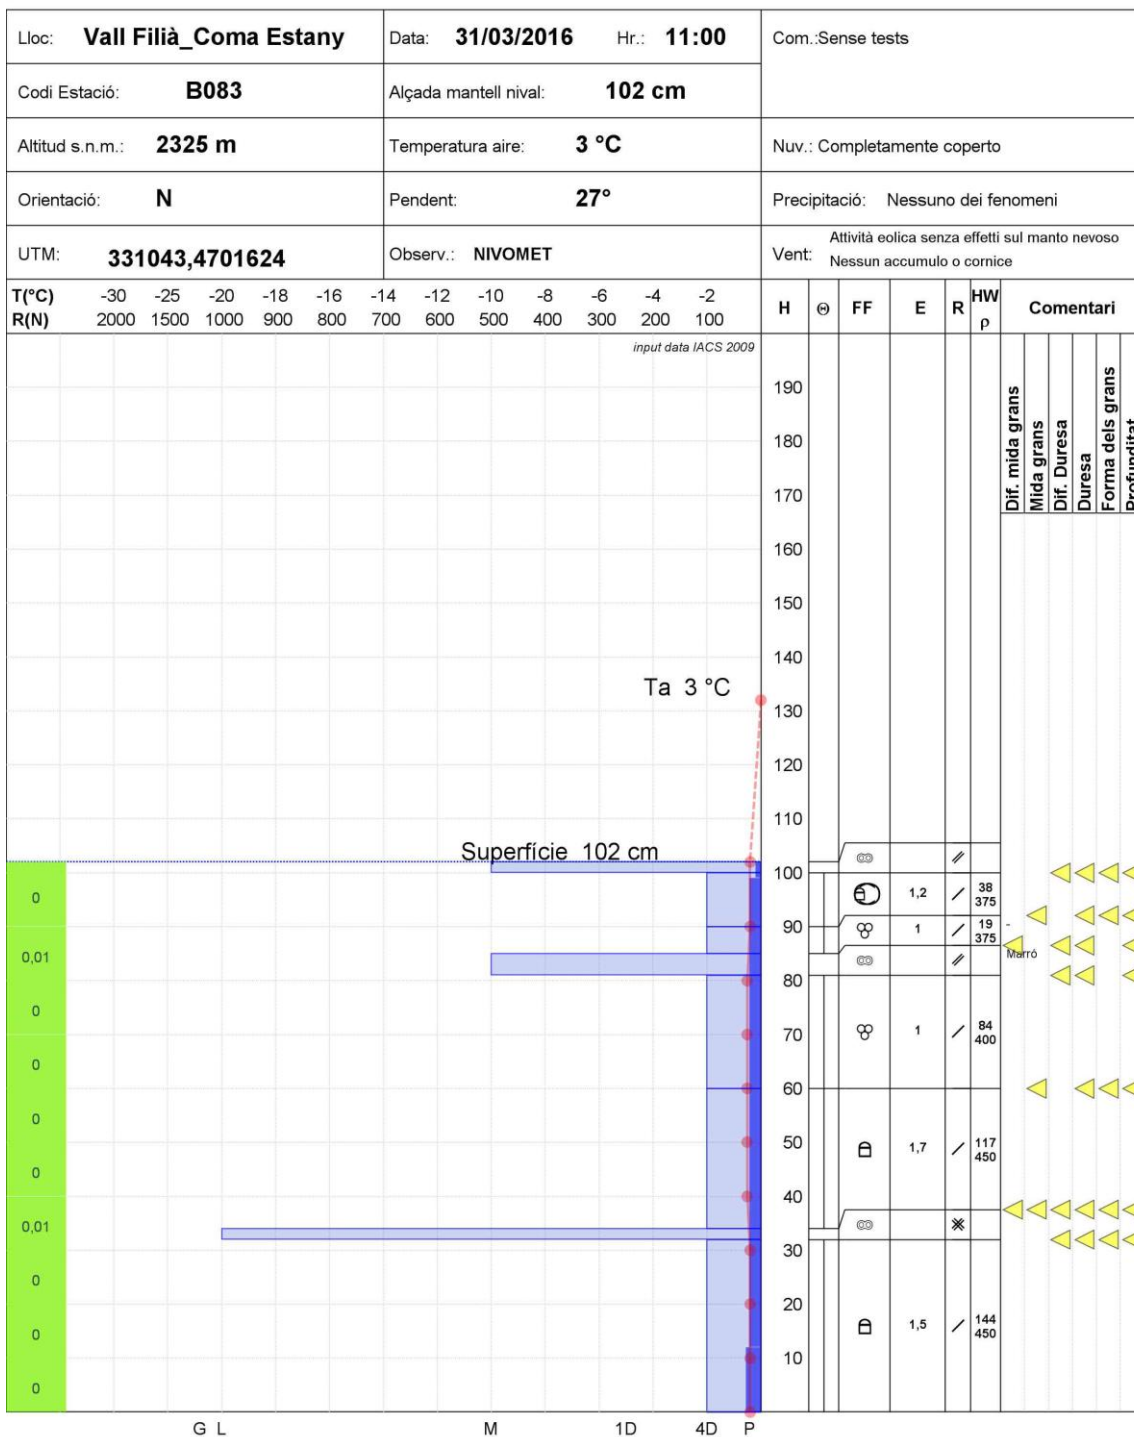 Lloc: Vall Filià_Coma Estany Data: 31/03/2016 Hr.: 11:00 Com.:Sense tests
Codi Estació: B083 Alçada mantell nival: 102 cm
Altitud s.n.m.: 2325 m Temperatura aire: 3 °C Nuv.: Completamente coperto
Orientació: N Pendent: 27° Precipitació: Nessuno dei fenomeni
UTM: 331043,4701624 Observ.: NIVOMET Vent: Attività eolica senza effetti sul manto nevoso
Nessun accumulo o cornice
T(°C) -30 -25 -20 -18 -16 -14 -12 -10 -8 -6 -4 -2
R(N) 2000 1500 1000 900 800 700 600 500 400 300 200 100
H Θ FF E R HW ρ Comentari
input data IACS 2009
Dif. mida grans
Mida grans
Dif. Duresa
Duresa
Forma dels grans
Profunditat
190
180
170
160
150
140
Ta 3 °C
130
120
110
Superfície 102 cm
100
0 1,2 38
375
90 1 19
375 -
0,01 Marró
80
0
70 1 84
400
0
60
0
50 1,7 117
450
0
40
0,01
30
0
20 1,5 144
450
0
10
0
G L M 1D 4D P